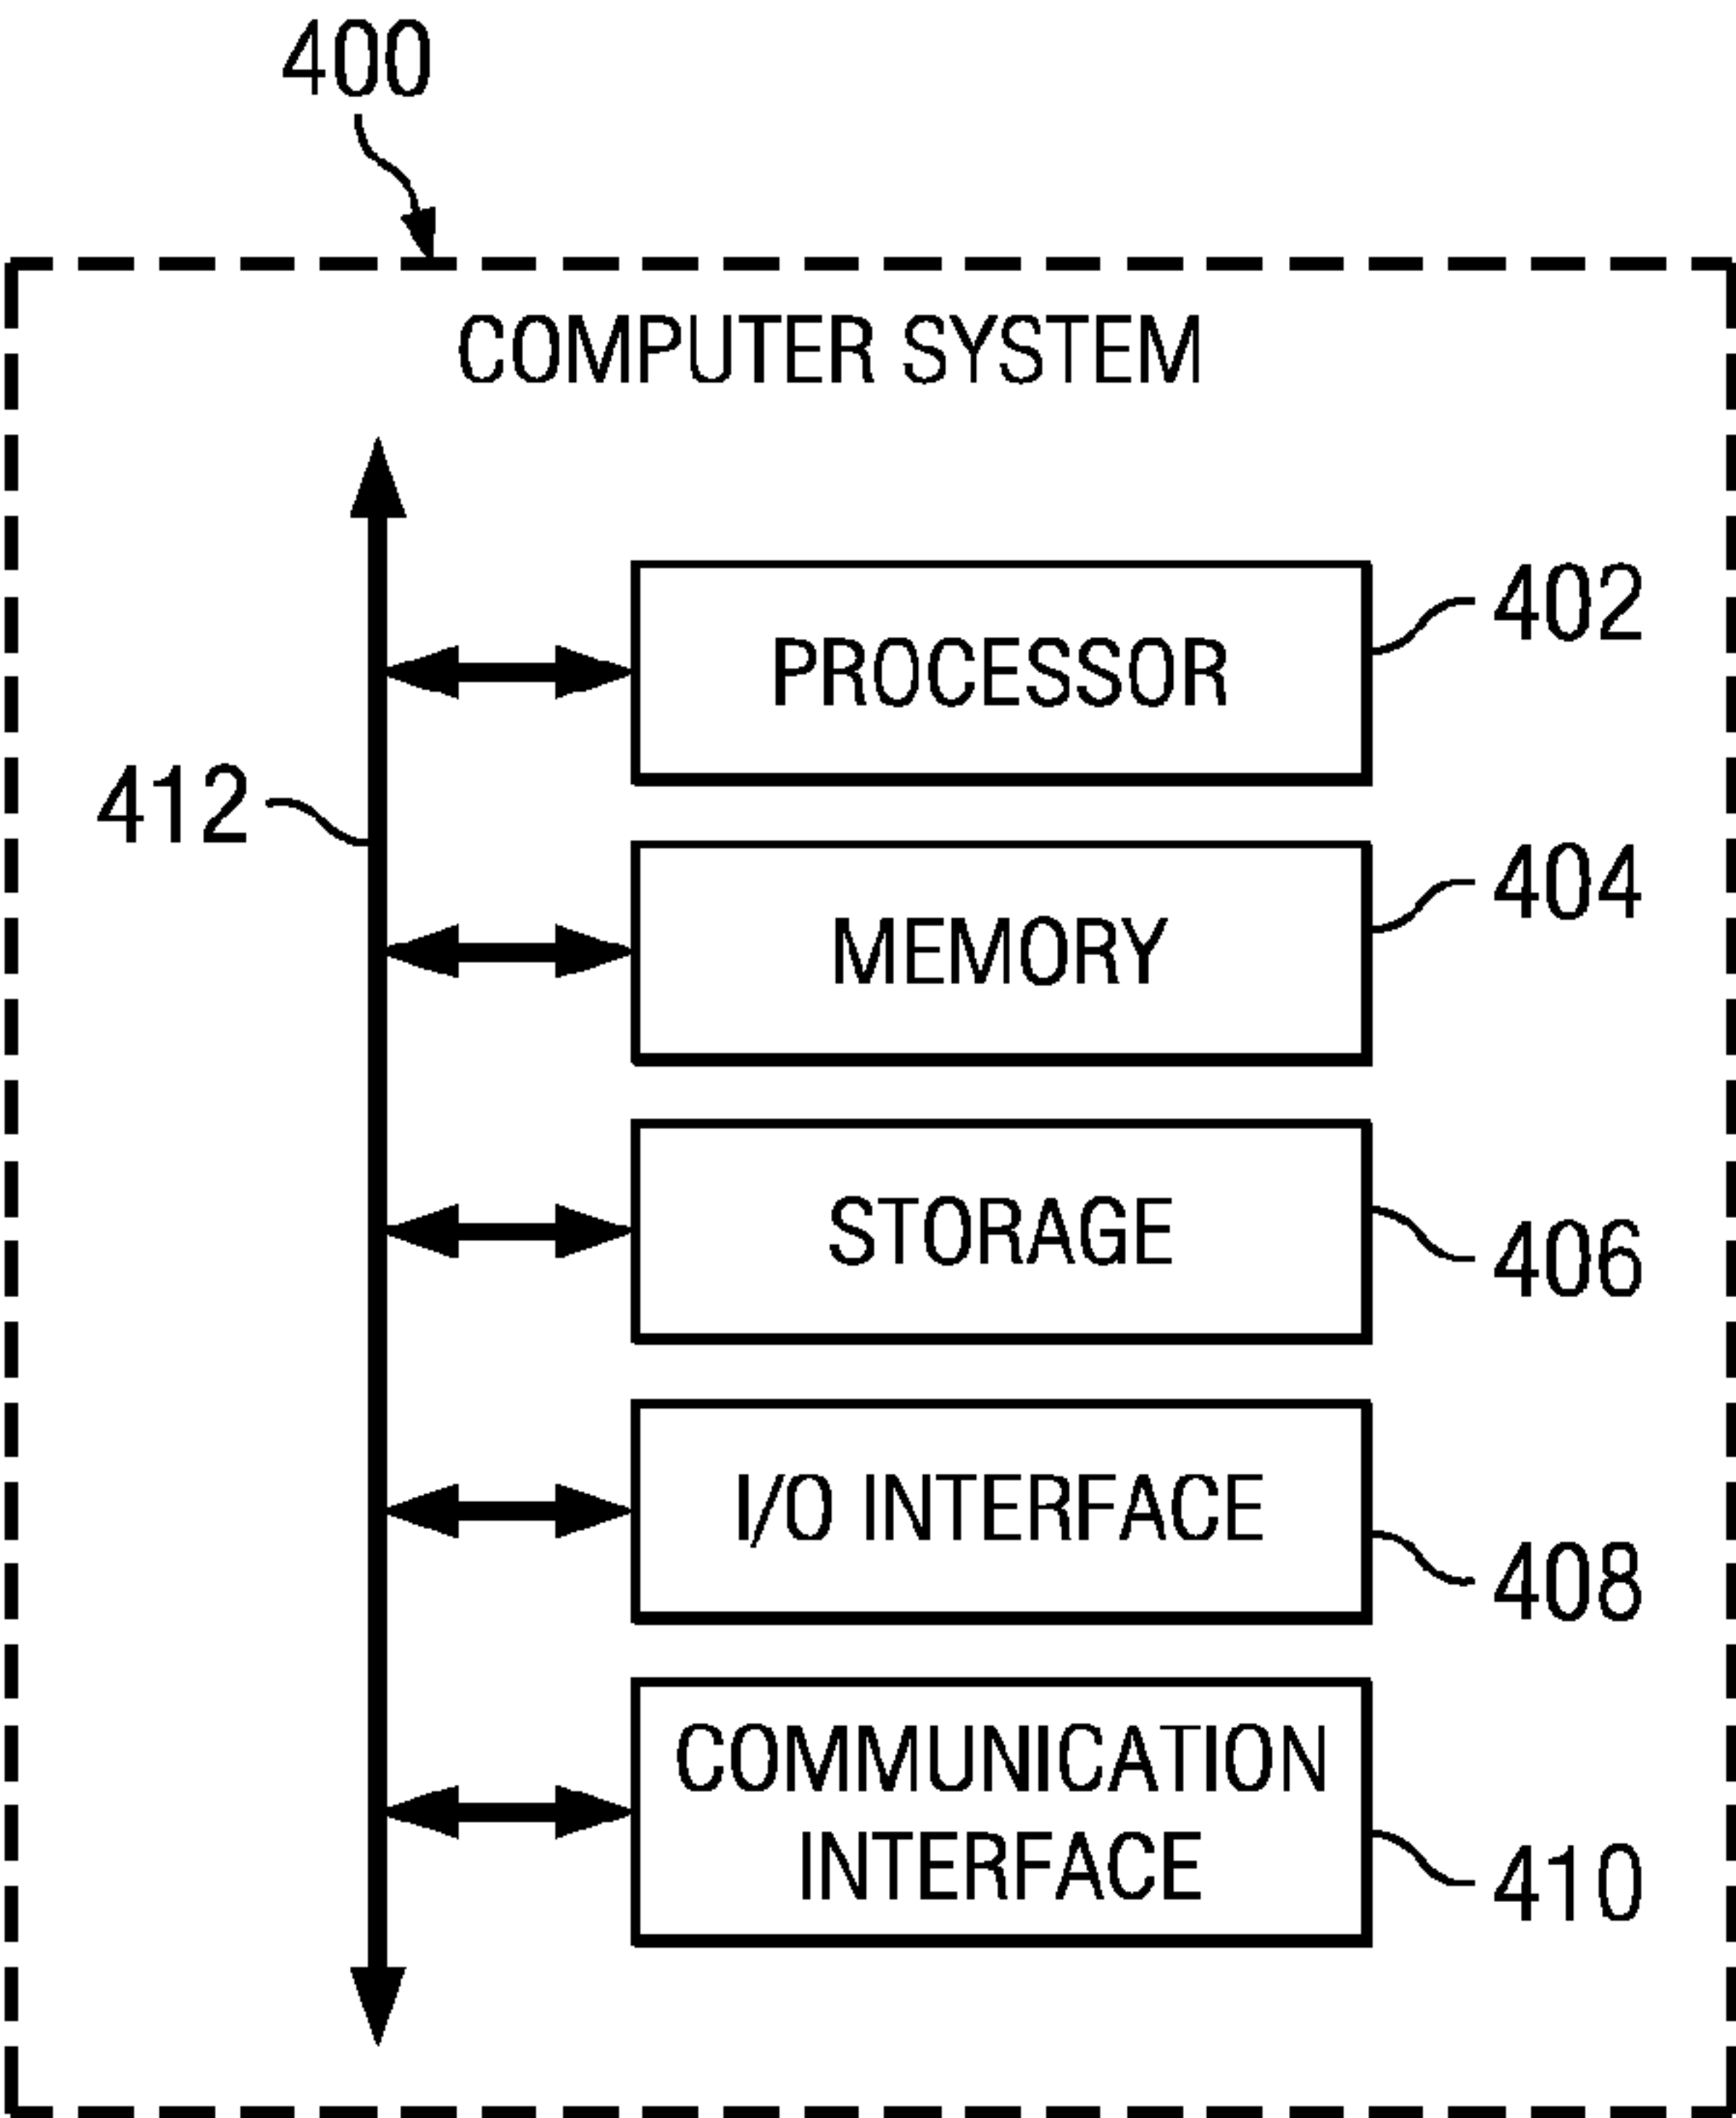 400
COMPUTER SYSTEM
402
PROCESSOR
412
404
MEMORY
STORAGE
406
I/O INTERFACE
408
COMMUNICATION
INTERFACE
410